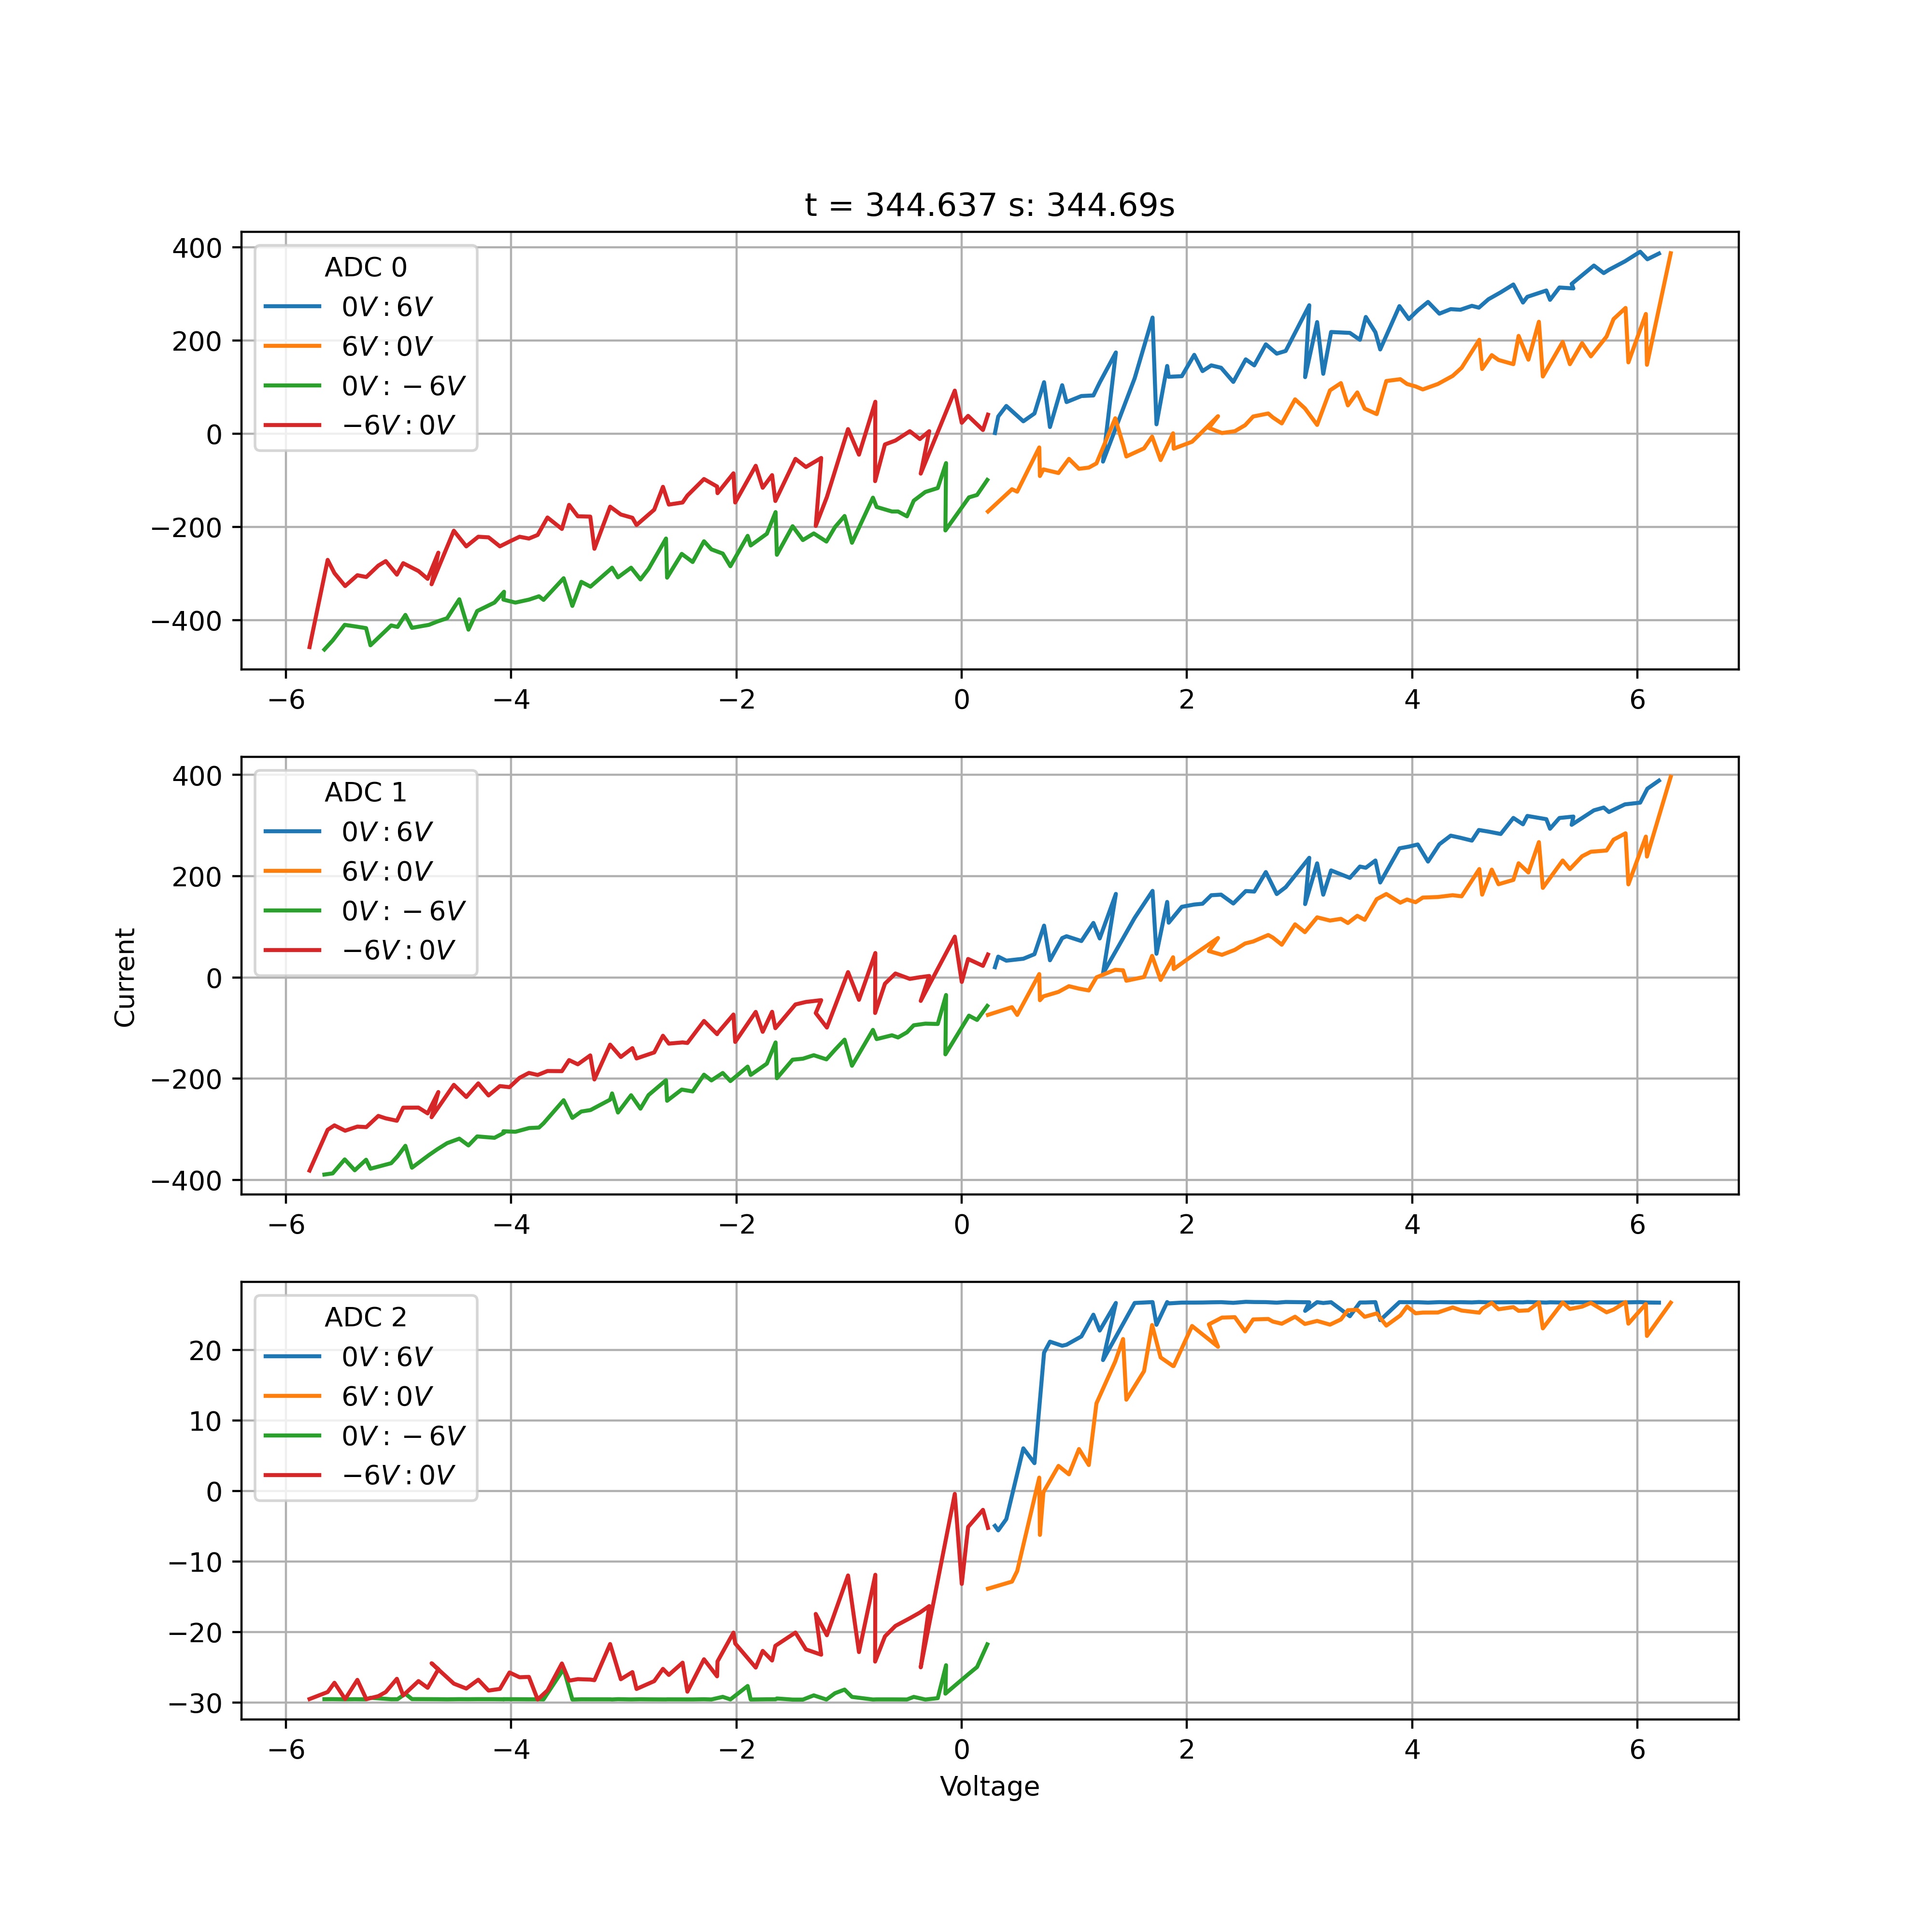 t = 344.637 s: 344.69s
400
200
0
−200
−400
ADC 0
0V : 6V
6V : 0V
0V : − 6V
−6V : 0V
−6 −4 −2 0 2 4 6
400
200
0
−200
−400
ADC 1
0V : 6V
6V : 0V
0V : − 6V
−6V : 0V
−6 −4 −2 0 2 4 6
Current
20
10
0
−10
−20
−30
ADC 2
0V : 6V
6V : 0V
0V : − 6V
−6V : 0V
−6 −4 −2 0 2 4 6
Voltage